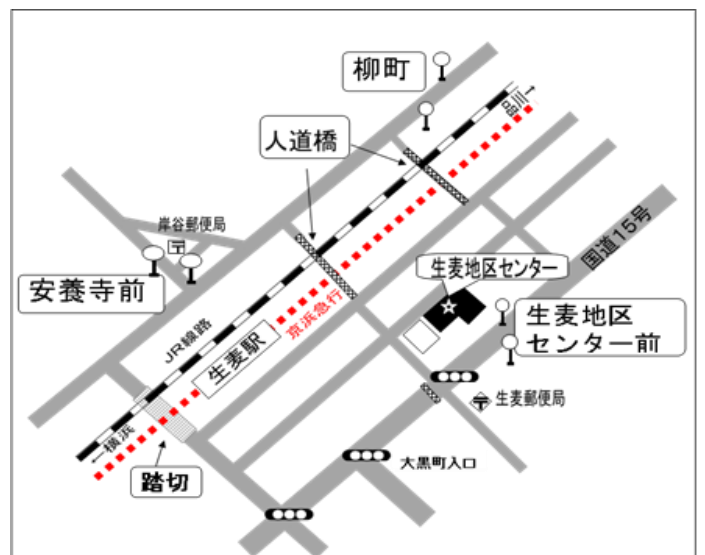 柳町
品川→
人道橋
国道15号
岸谷郵便局
生麦地区センター
安養寺前
生麦地区
センター前
京浜急行
JR線路
生麦駅
生麦郵便局
←横浜
踏切
大黒町入口